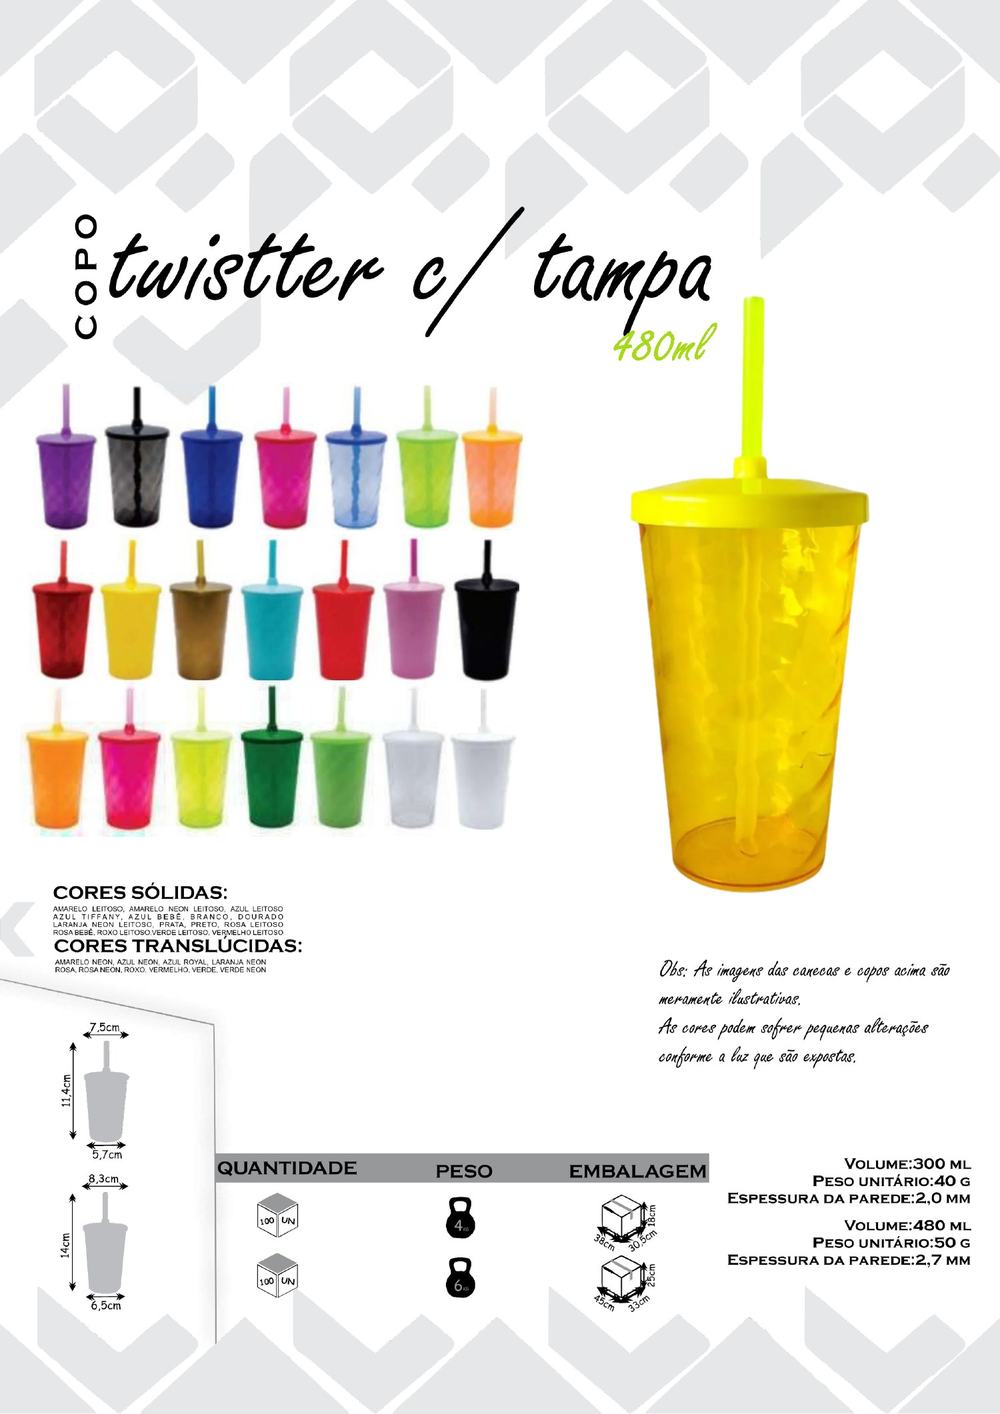 COPO
twistter c/ tampa
480ml
CORES SÓLIDAS:
AMARELO LEITOSO, AMARELO NEON LEITOSO, AZUL LEITOSO
AZUL TIFFANY, AZUL BEBÊ, BRANCO, DOURADO
LARANJA NEON LEITOSO, PRATA, PRETO, ROSA LEITOSO
ROSA BEBÊ, ROXO LEITOSO,VERDE LEITOSO, VERMELHO LEITOSO
CORES TRANSLÚCIDAS:
AMARELO NEON, AZUL NEON, AZUL ROYAL, LARANJA NEON
ROSA, ROSA NEON, ROXO, VERMELHO, VERDE, VERDE NEON
Obs: As imagens das canecas e copos acima são
meramente ilustrativas.
As cores podem sofrer pequenas alterações
conforme a luz que são expostas.
7,5cm
11,4cm
5,7cm
8,3cm
14cm
6,5cm
QUANTIDADE PESO EMBALAGEM
100 UN
4KG
38cm 30,5cm 18cm
100 UN
6KG
45cm 33cm 25cm
VOLUME:300 ML
PESO UNITÁRIO:40 G
ESPESSURA DA PAREDE:2,0 MM
VOLUME:480 ML
PESO UNITÁRIO:50 G
ESPESSURA DA PAREDE:2,7 MM